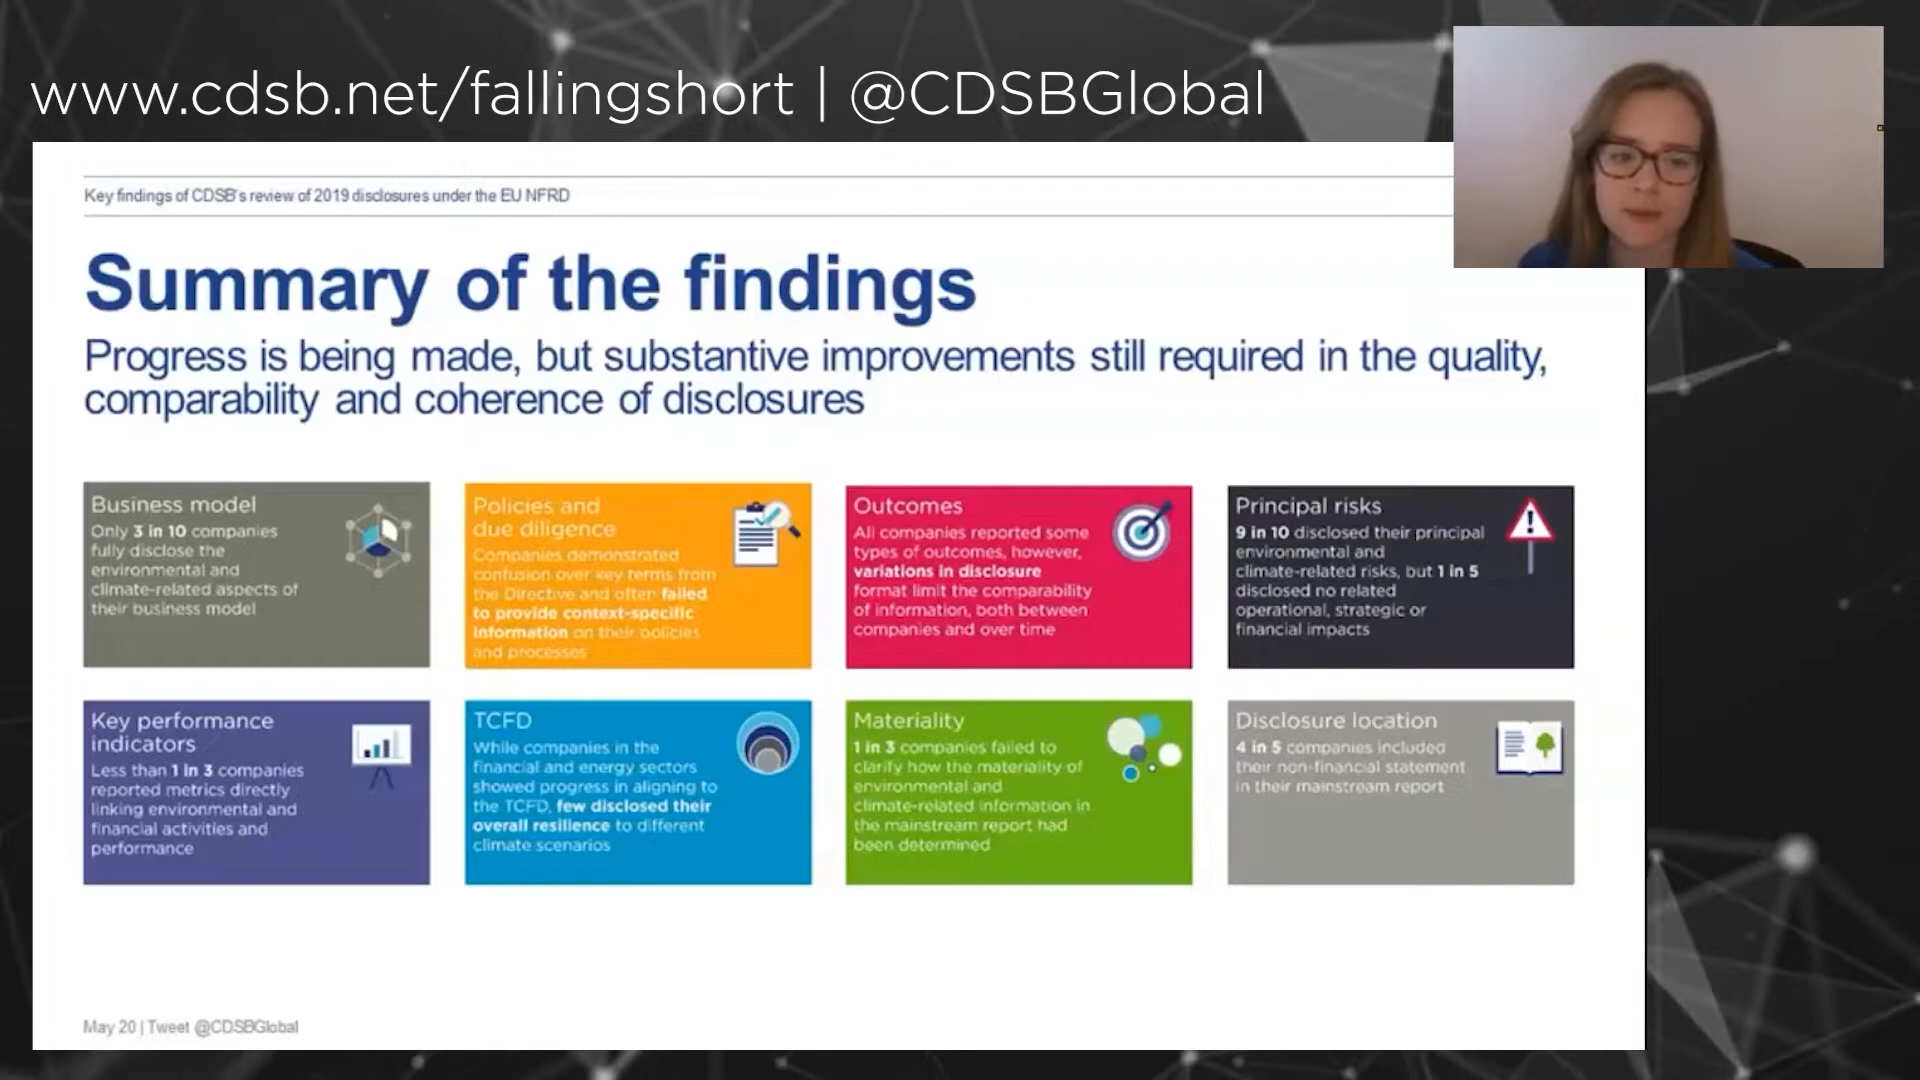 www.cdsb.net/fallingshort | @CDSBGlobal
Key findings of CDSB's review of 2019 disclosures under the EU NFRD
Summary of the findings
Progress is being made, but substantive improvements still required in the quality,
comparability and coherence of disclosures
Business model
Only 3 in 10 companies
fully disclose the
environmental and
climate-related aspects of
their business model
Policies and
due diligence
Companies demonstrated
confusion over key terms from
the Directive and often failed
to provide context-specific
information on their policies
and processes
Outcomes
All companies reported some
types of outcomes, however,
variations in disclosure
format limit the comparability
of information, both between
companies and over time
Principal risks
9 in 10 disclosed their principal
environmental and
climate-related risks, but 1 in 5
disclosed no related
operational, strategic or
financial impacts
Key performance
indicators
Less than 1 in 3 companies
reported metrics directly
linking environmental and
financial activities and
performance
TCFD
While companies in the
financial and energy sectors
showed progress in aligning to
the TCFD, few disclosed their
overall resilience to different
climate scenarios
Materiality
1 in 3 companies failed to
clarify how the materiality of
environmental and
climate-related information in
the mainstream report had
been determined
Disclosure location
4 in 5 companies included
their non-financial statement
in their mainstream report
May 20 | Tweet @CDSBGlobal